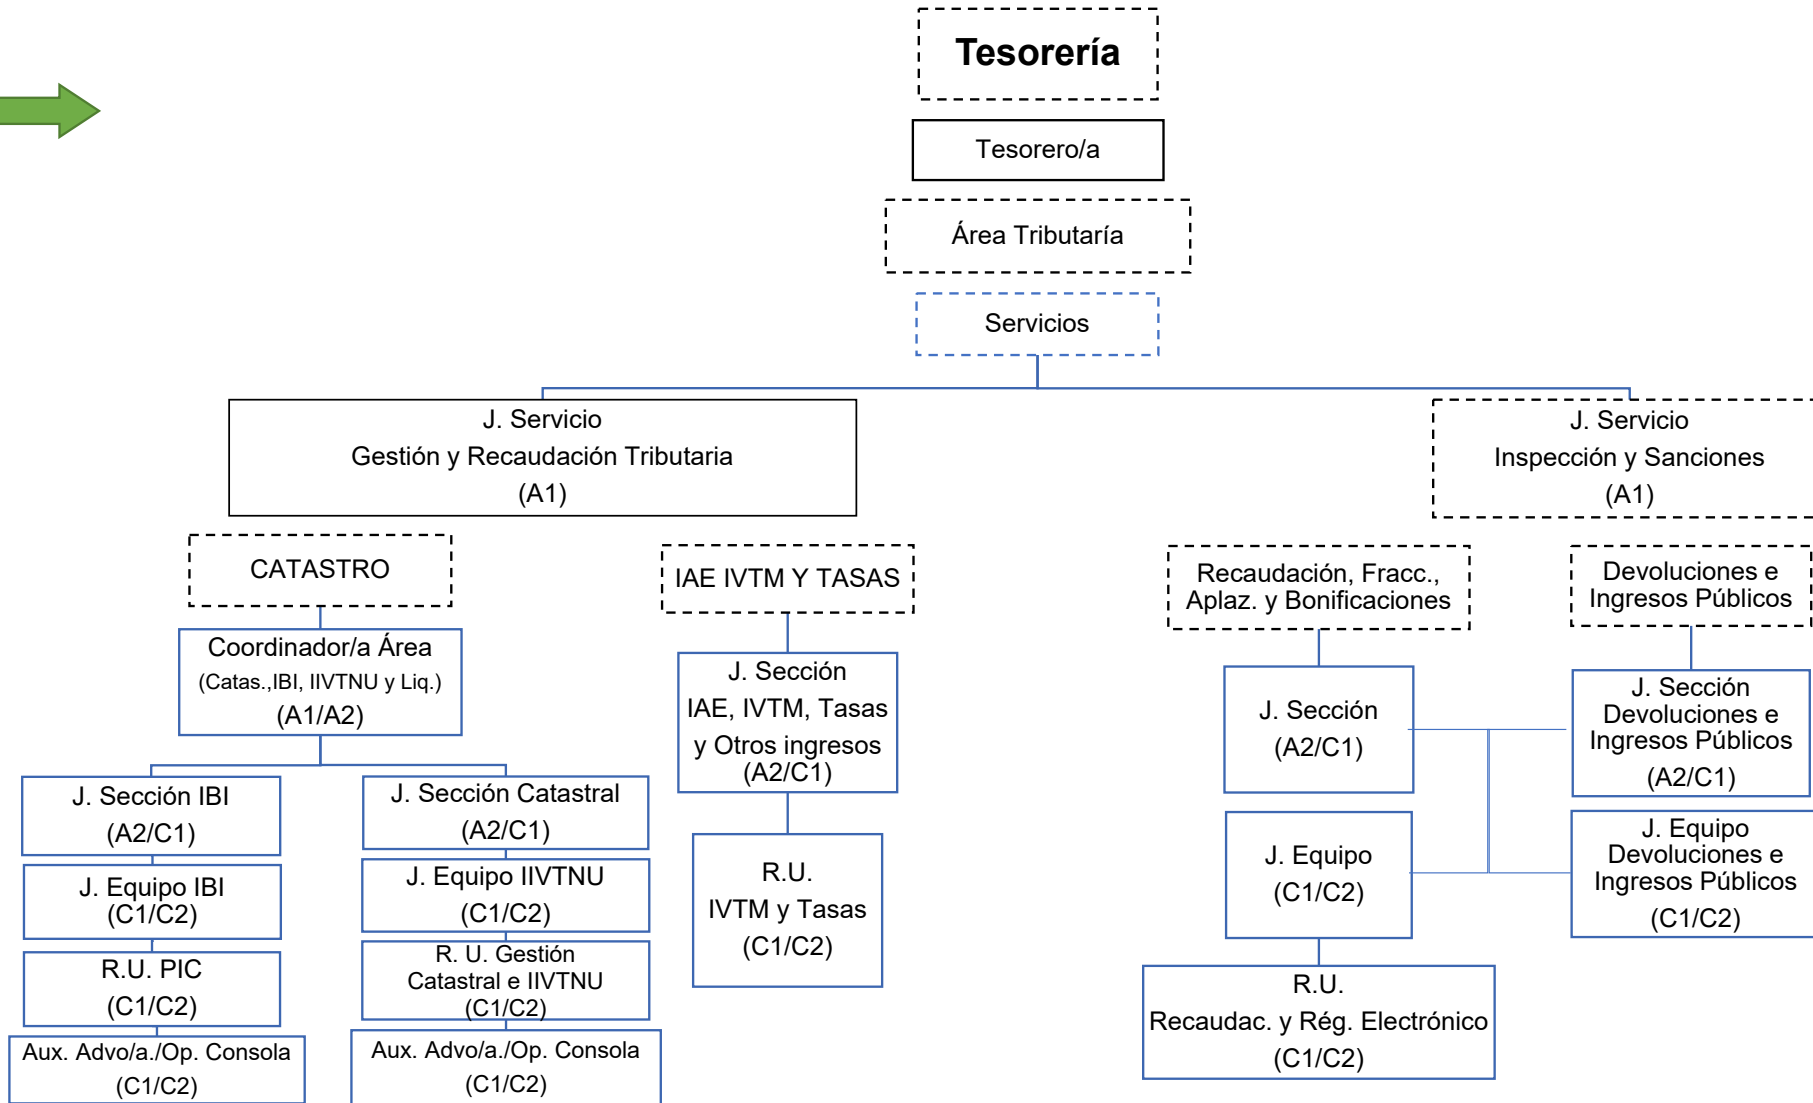 Tesorería
Tesorero/a
Área Tributaría
Servicios
J. Servicio
Gestión y Recaudación Tributaria
(A1)
J. Servicio
Inspección y Sanciones
(A1)
CATASTRO
Coordinador/a Área
(Catas.,IBI, IIVTNU y Liq.)
(A1/A2)
J. Sección IBI
(A2/C1)
J. Equipo IBI
(C1/C2)
R.U. PIC
(C1/C2)
Aux. Advo/a./Op. Consola
(C1/C2)
J. Sección Catastral
(A2/C1)
J. Equipo IIVTNU
(C1/C2)
R. U. Gestión
Catastral e IIVTNU
(C1/C2)
Aux. Advo/a./Op. Consola
(C1/C2)
IAE IVTM Y TASAS
J. Sección
IAE, IVTM, Tasas
y Otros ingresos
(A2/C1)
R.U.
IVTM y Tasas
(C1/C2)
Recaudación, Fracc.,
Aplaz. y Bonificaciones
J. Sección
(A2/C1)
J. Equipo
(C1/C2)
R.U.
Recaudac. y Rég. Electrónico
(C1/C2)
Devoluciones e
Ingresos Públicos
J. Sección
Devoluciones e
Ingresos Públicos
(A2/C1)
J. Equipo
Devoluciones e
Ingresos Públicos
(C1/C2)